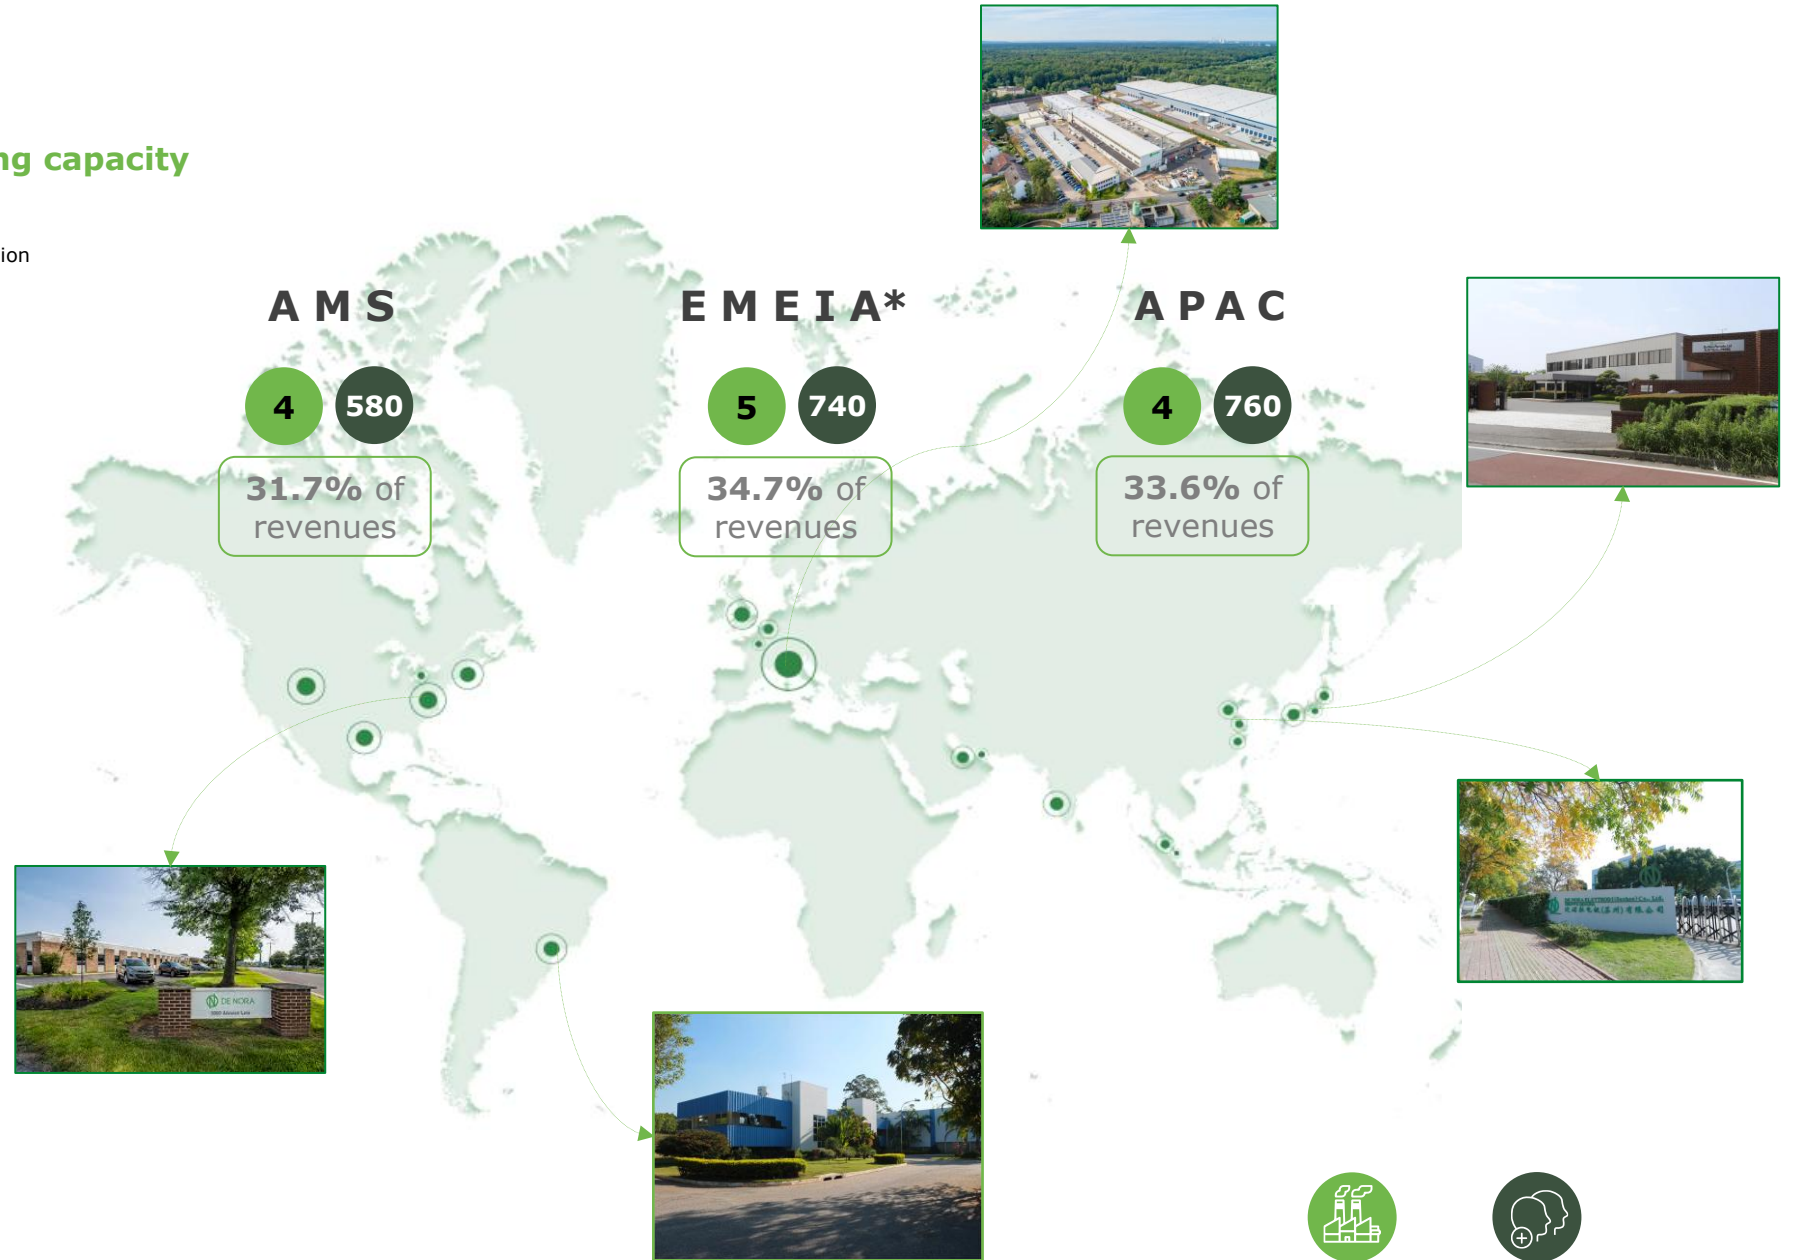 ng capacity
ion
AMS
EMEIA*
APAC
4
580
5
740
4
760
31.7% of
revenues
34.7% of
revenues
33.6% of
revenues
DE NORA